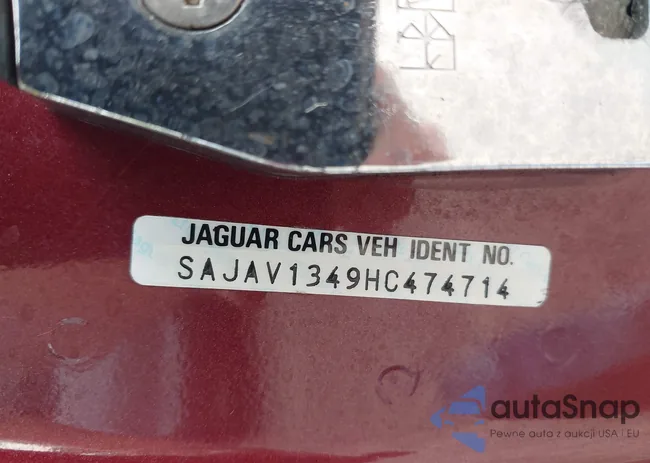 JAGUAR CARS VEH IDENT NO.
SAJAV1349HC474714
autaSnap
Pewne auta z aukcji USA | EU